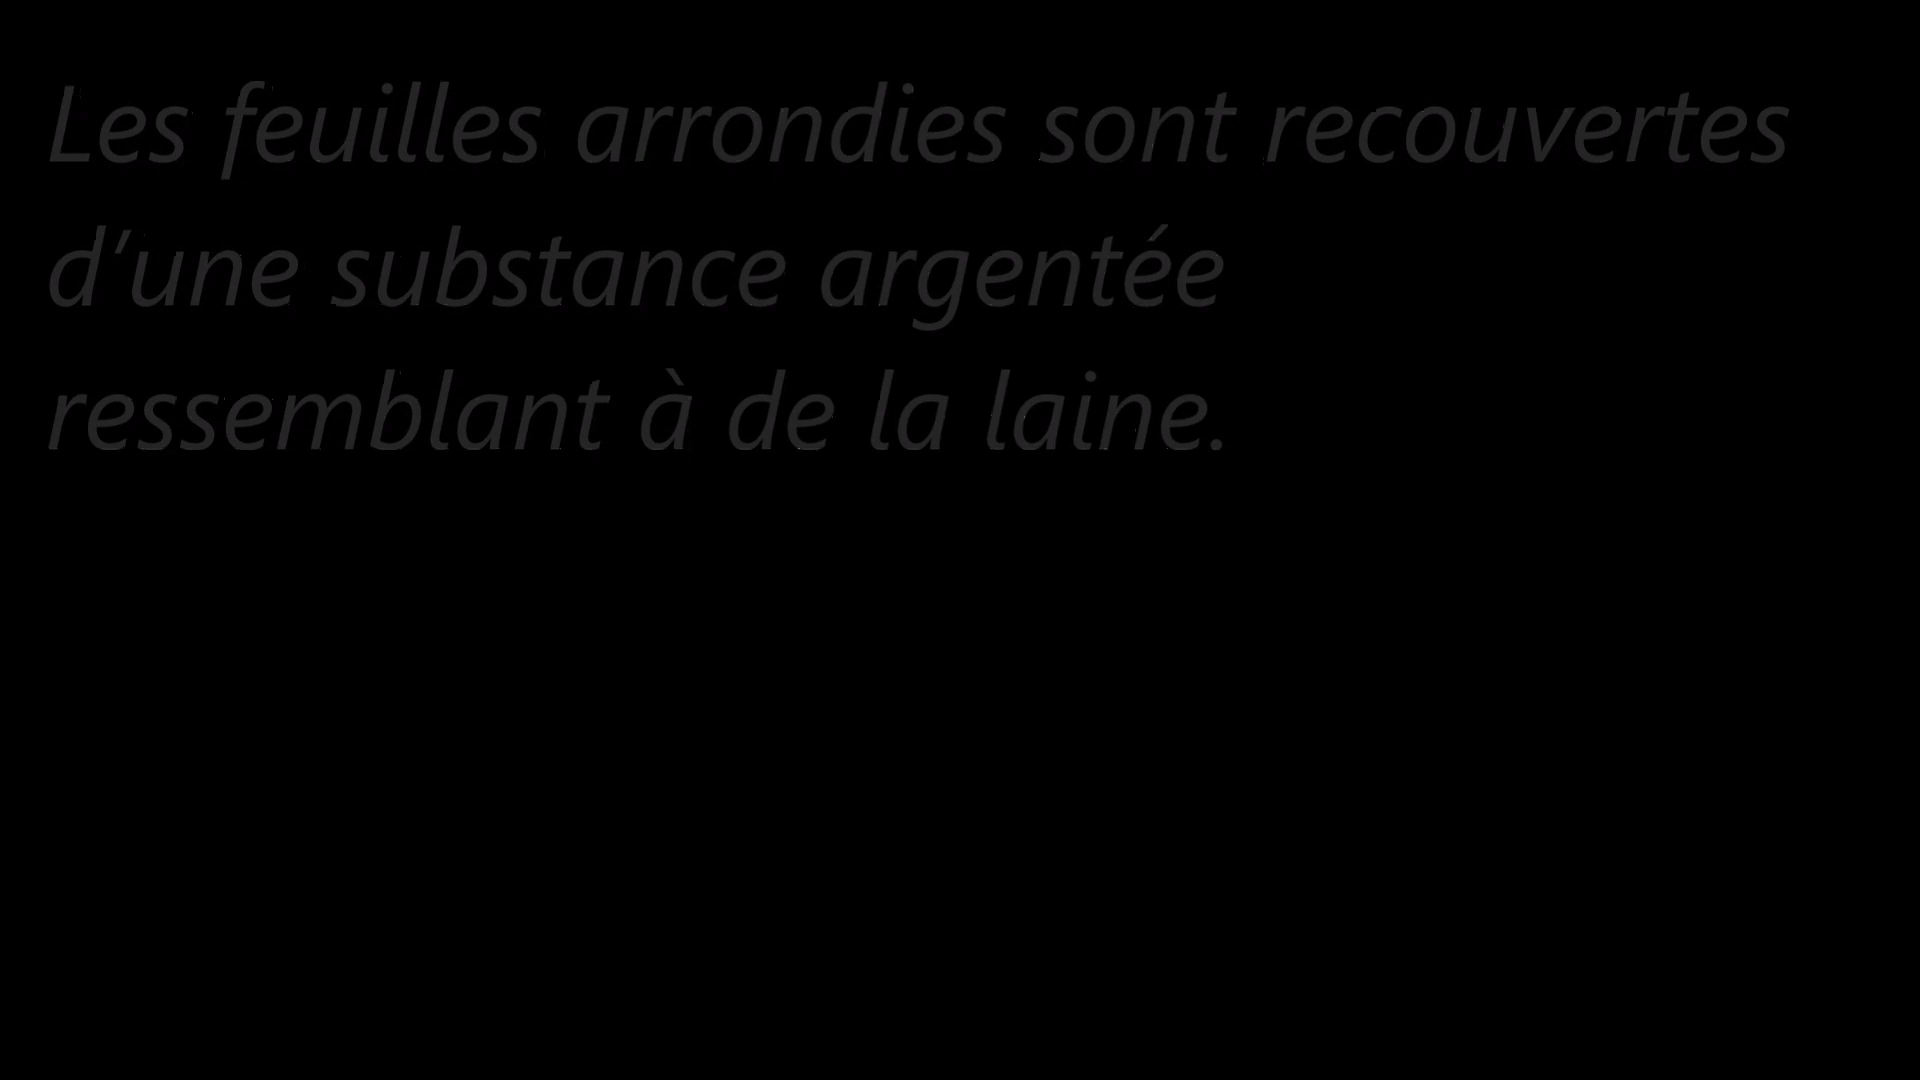 Les feuilles arrondies sont recouvertes
d’une substance argentée
ressemblant à de la laine.